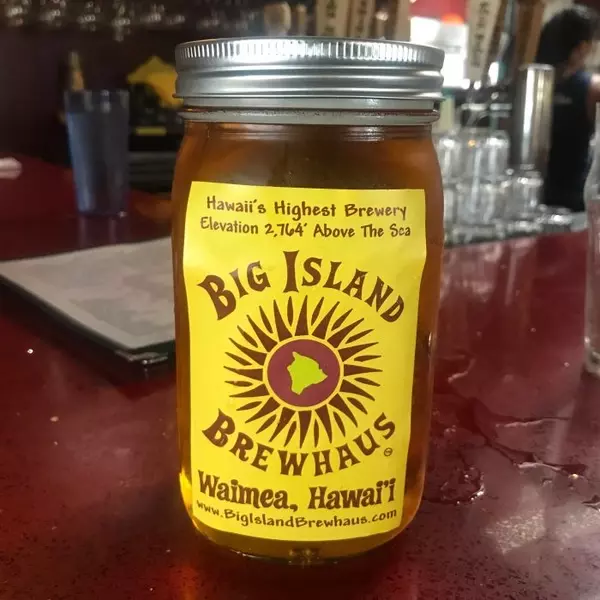 Hawaii's Highest Brewery
Elevation 2,764' Above The Sea
BIG ISLAND
BREWHAUS
Waimea, Hawai'i
www.BigIslandBrewhaus.com